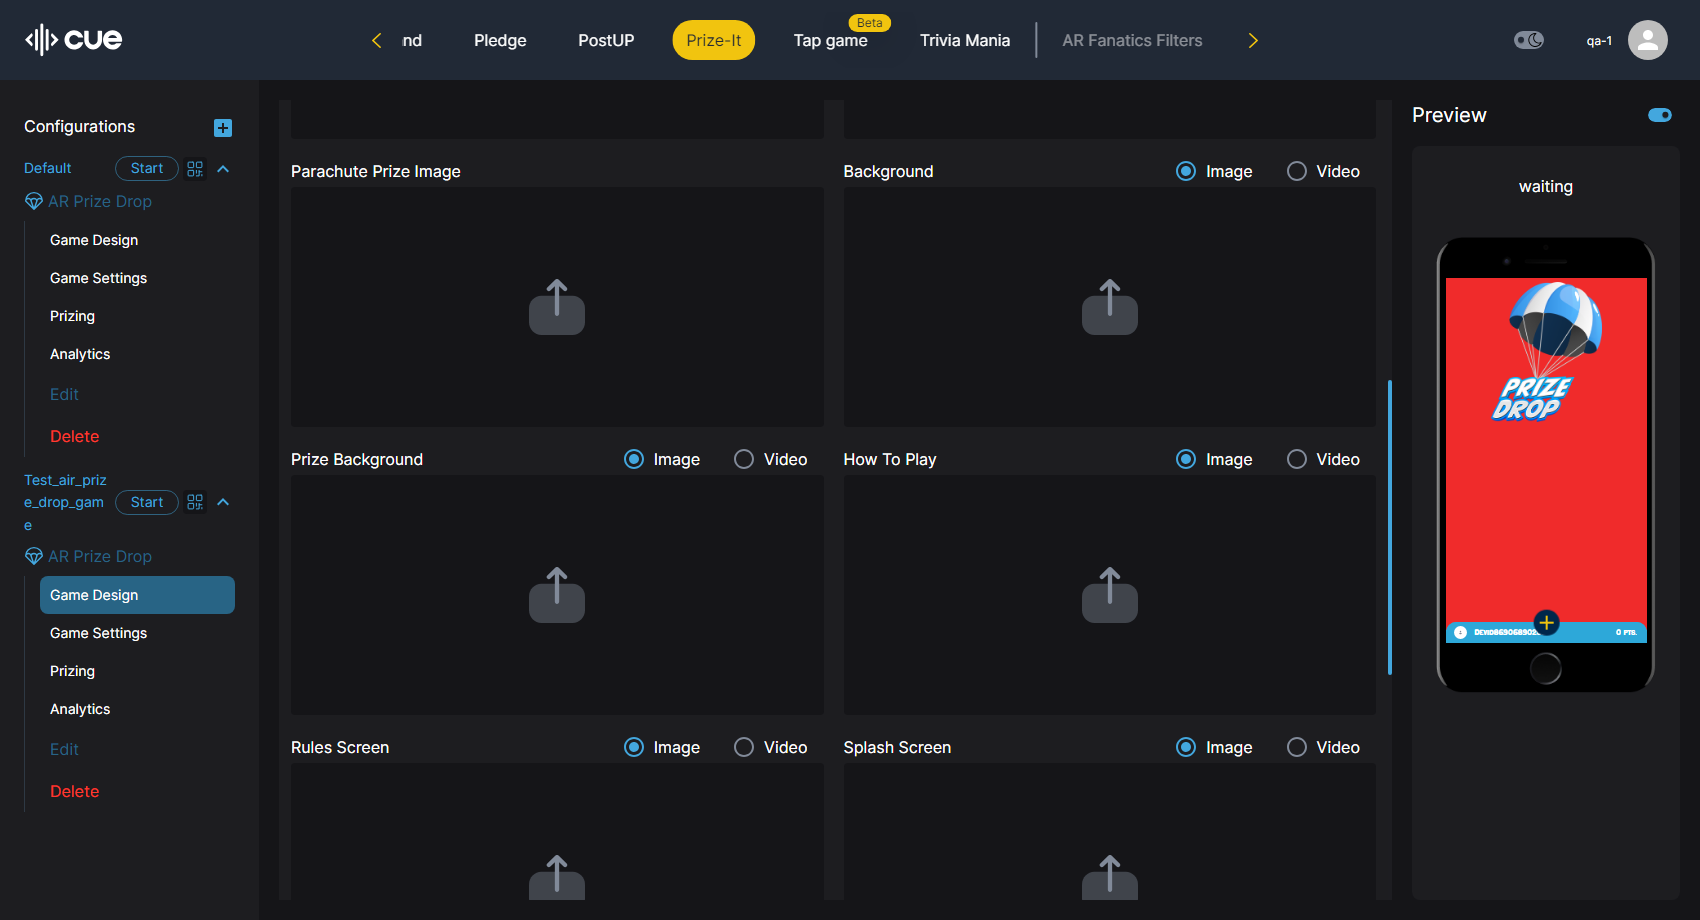 cue
nd
Pledge
PostUP
Prize-It
Beta
Tap game
Trivia Mania
AR Fanatics Filters
qa-1
Configurations
Default
Start
AR Prize Drop
Game Design
Game Settings
Prizing
Analytics
Edit
Delete
Test_air_priz
e_drop_gam
e
Start
AR Prize Drop
Game Design
Game Settings
Prizing
Analytics
Edit
Delete
Parachute Prize Image
Background
Image
Video
Prize Background
Image
Video
How To Play
Image
Video
Rules Screen
Image
Video
Splash Screen
Image
Video
Preview
waiting
PRIZE
DROP
0 PTS.